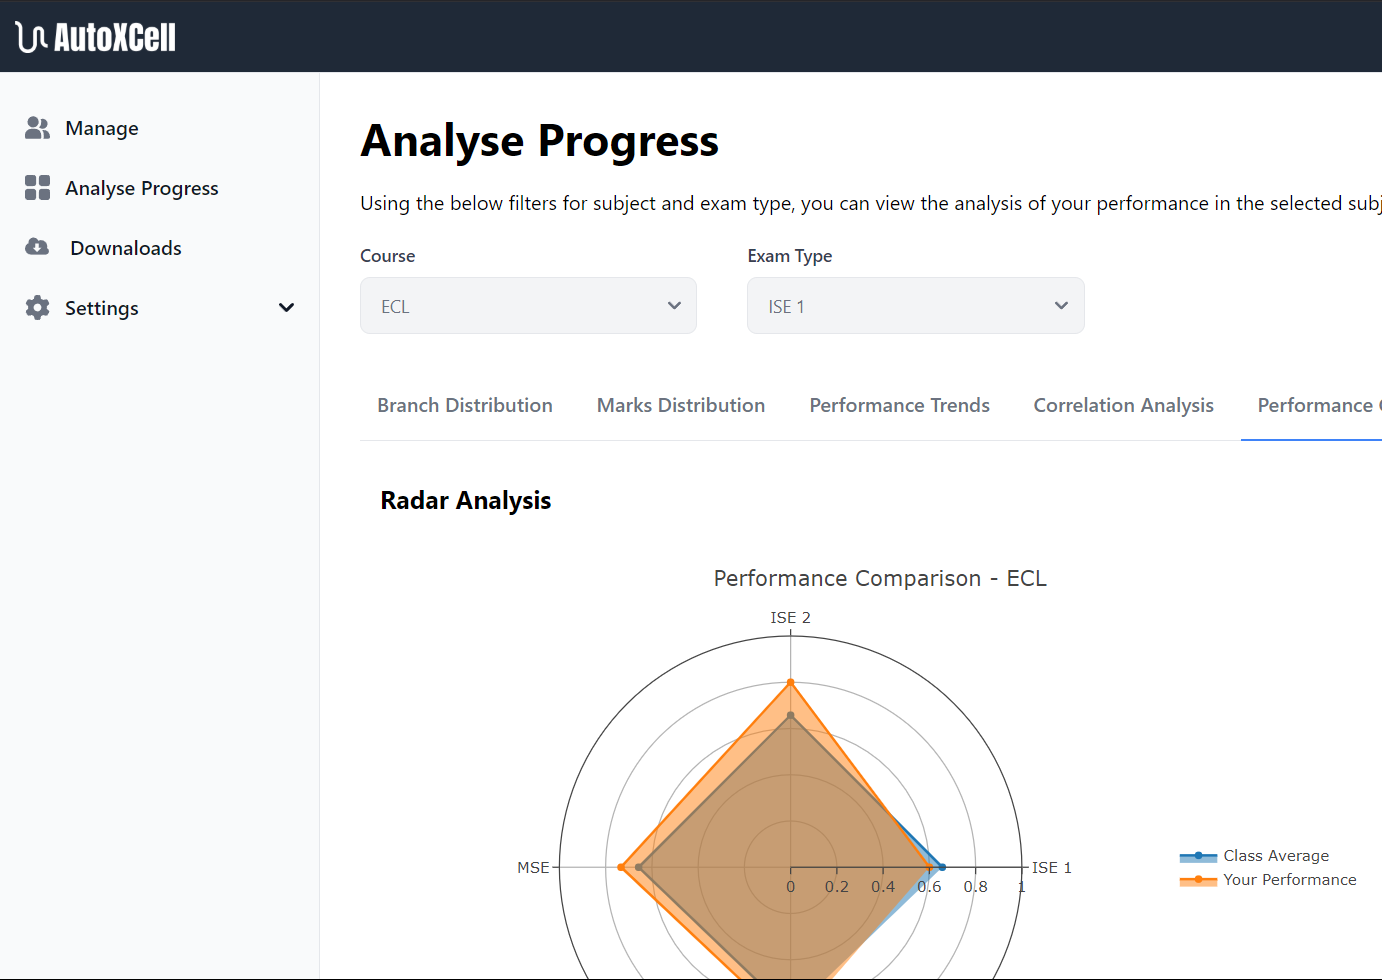 AutoXCell
Manage
Analyse Progress
Downaloads
Settings
Analyse Progress
Using the below filters for subject and exam type, you can view the analysis of your performance in the selected subj
Course
Exam Type
ECL
ISE 1
Branch Distribution
Marks Distribution
Performance Trends
Correlation Analysis
Performance
Radar Analysis
Performance Comparison - ECL
ISE 2
MSE
ISE 1
0
0.2
0.4
0.6
0.8
1
Class Average
Your Performance